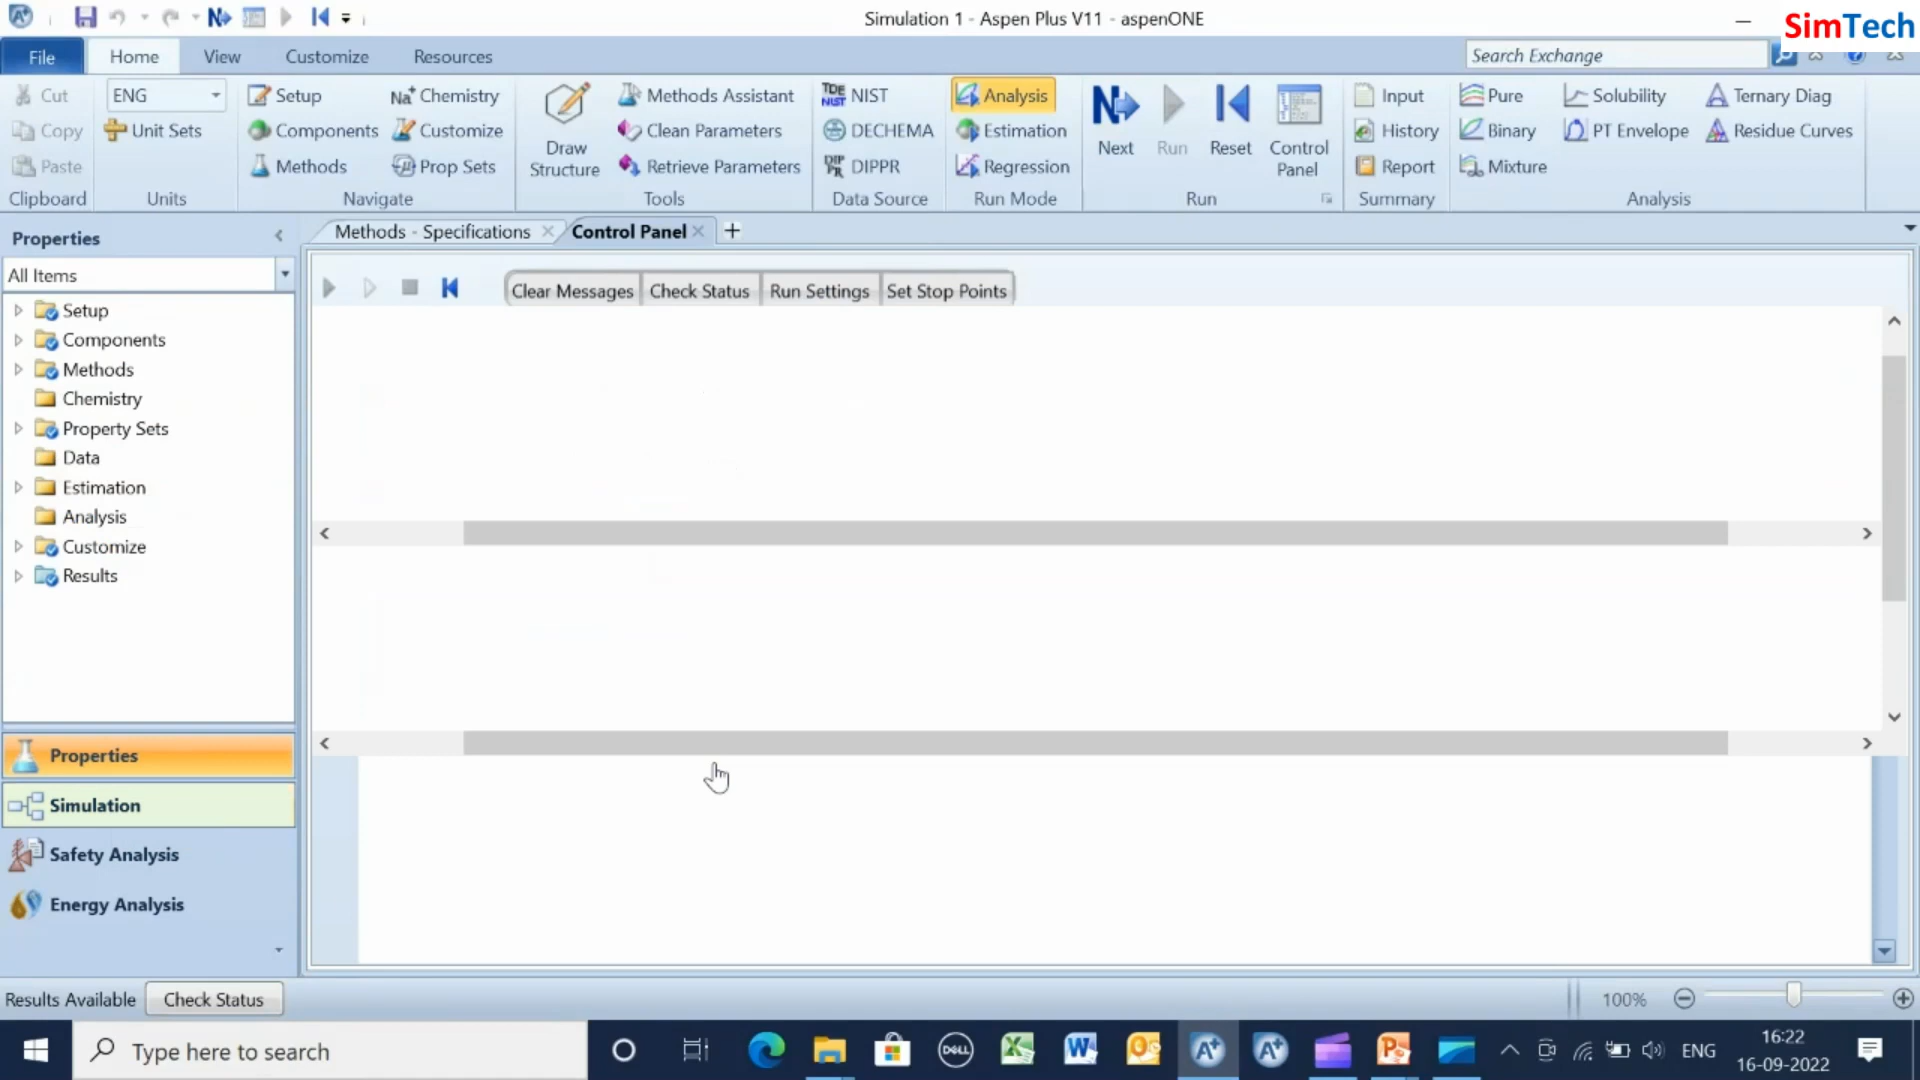 Simulation 1 - Aspen Plus V11 - aspenONE
SimTech
File Home View Customize Resources
Search Exchange
Cut ENG Setup Na+ Chemistry Methods Assistant TDE NIST NIST Analysis Input Pure Solubility Ternary Diag
Copy Unit Sets Components Customize Draw Structure Clean Parameters DECHEMA Estimation Next Run Reset Control Panel History Binary PT Envelope Residue Curves
Paste Methods Prop Sets Retrieve Parameters DIPPR DIPPR Regression Report Mixture
Clipboard Units Navigate Tools Data Source Run Mode Run Summary Analysis
Properties
Methods - Specifications Control Panel
All Items
Clear Messages Check Status Run Settings Set Stop Points
Setup
Components
Methods
Chemistry
Property Sets
Data
Estimation
Analysis
Customize
Results
Properties
Simulation
Safety Analysis
Energy Analysis
Results Available Check Status 100%
Type here to search
DELL
ENG
16:22
16-09-2022